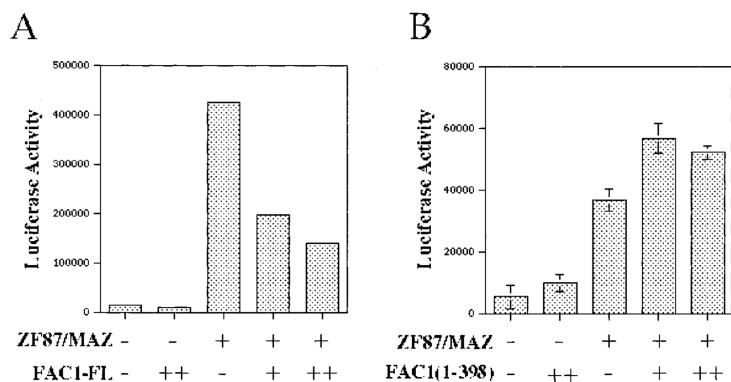 A
500000
400000
300000
200000
100000
0
Luciferase Activity
ZF87/MAZ - - + + +
FAC1-FL - ++ - + ++
B
80000
60000
40000
20000
0
Luciferase Activity
ZF87/MAZ - - + + +
FAC1(1-398) - ++ - + ++